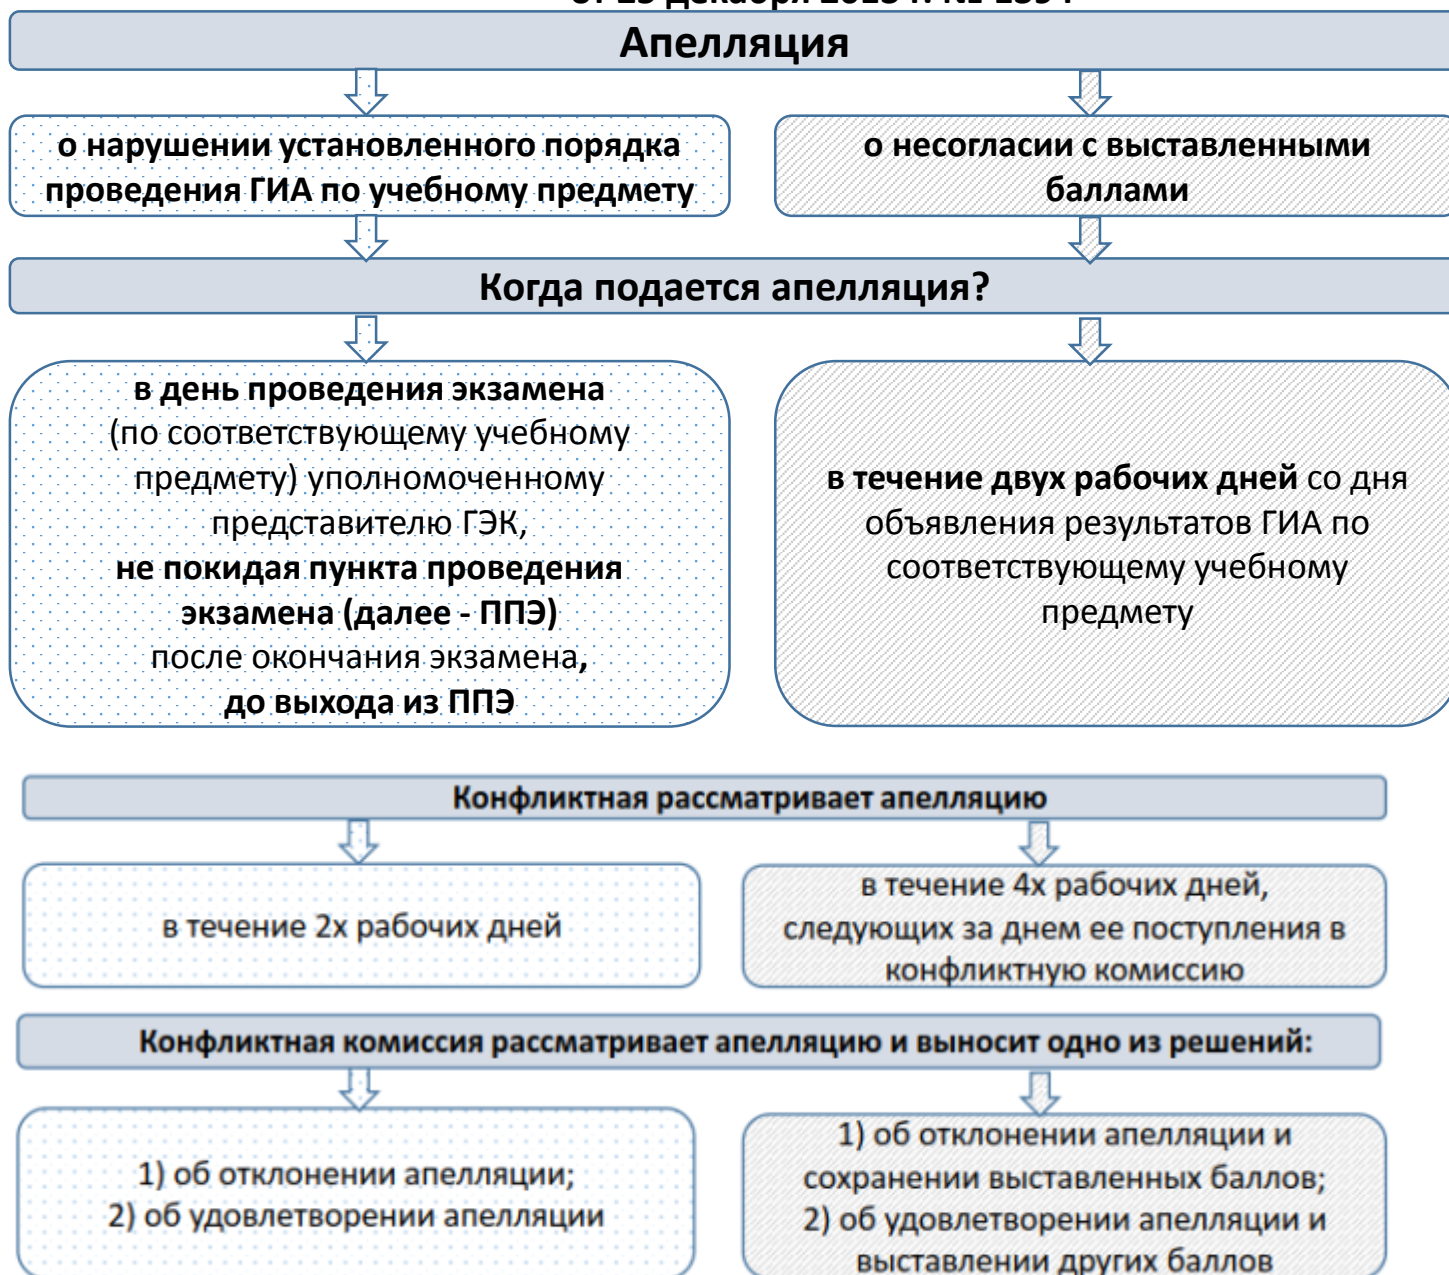 Апелляция
о нарушении установленного порядка
проведения ГИА по учебному предмету
о несогласии с выставленными
баллами
Когда подается апелляция?
в день проведения экзамена
(по соответствующему учебному
предмету) уполномоченному
представителю ГЭК,
не покидая пункта проведения
экзамена (далее - ППЭ)
после окончания экзамена,
до выхода из ППЭ
в течение двух рабочих дней со дня
объявления результатов ГИА по
соответствующему учебному
предмету
Конфликтная рассматривает апелляцию
в течение 2х рабочих дней
в течение 4х рабочих дней,
следующих за днем ее поступления в
конфликтную комиссию
Конфликтная комиссия рассматривает апелляцию и выносит одно из решений:
1) об отклонении апелляции;
2) об удовлетворении апелляции
1) об отклонении апелляции и
сохранении выставленных баллов;
2) об удовлетворении апелляции и
выставлении других баллов